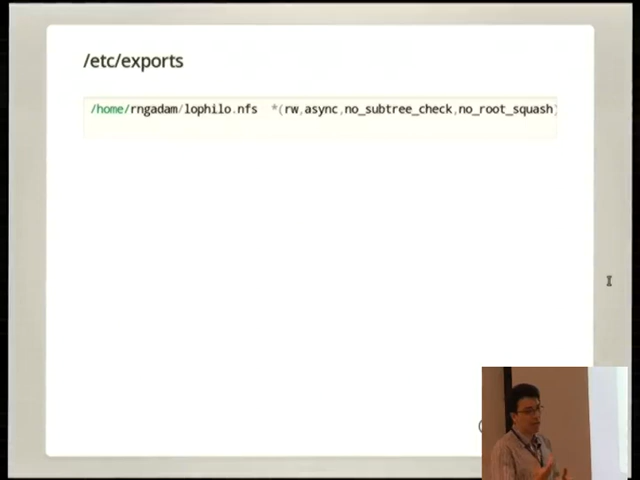 /etc/exports
/home/rngadam/lophilo.nfs *(rw,async,no_subtree_check,no_root_squash)